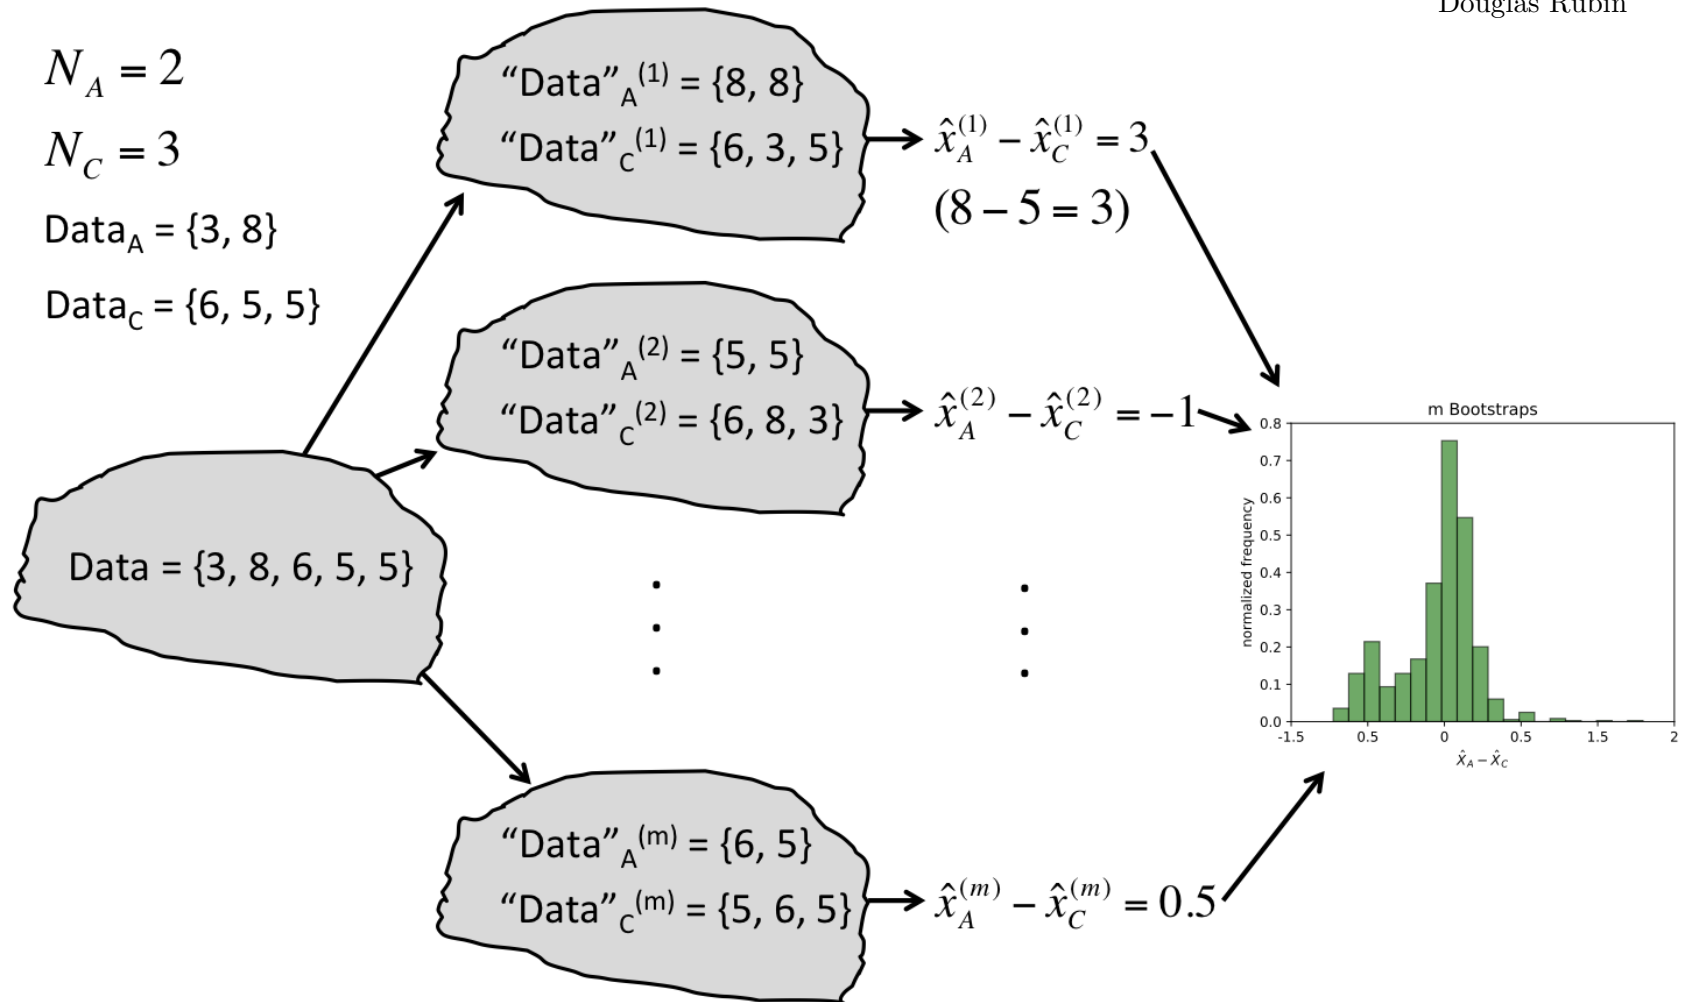 Douglas Rubin
N_A = 2
N_C = 3
Data_A = {3, 8}
Data_C = {6, 5, 5}
“Data”_A^(1) = {8, 8}
“Data”_C^(1) = {6, 3, 5}
x̂_A^(1) − x̂_C^(1) = 3
(8 − 5 = 3)
“Data”_A^(2) = {5, 5}
“Data”_C^(2) = {6, 8, 3}
x̂_A^(2) − x̂_C^(2) = −1
Data = {3, 8, 6, 5, 5}
“Data”_A^(m) = {6, 5}
“Data”_C^(m) = {5, 6, 5}
x̂_A^(m) − x̂_C^(m) = 0.5
m Bootstraps
normalized frequency
0.8
0.7
0.6
0.5
0.4
0.3
0.2
0.1
0.0
-1.5 0.5 0 0.5 1.5 2
x̂_A − x̂_C